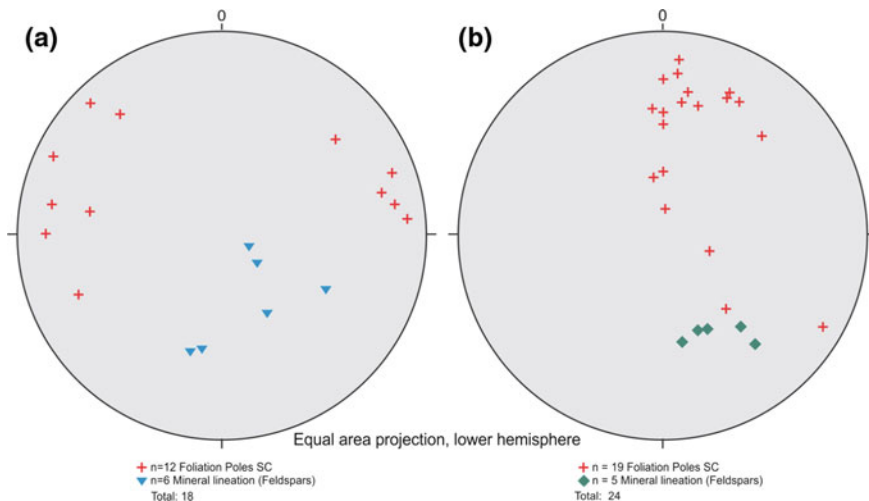 (a)
0
(b)
0
Equal area projection, lower hemisphere
n=12 Foliation Poles SC
n=6 Mineral lineation (Feldspars)
Total: 18
n = 19 Foliation Poles SC
n = 5 Mineral lineation (Feldspars)
Total: 24